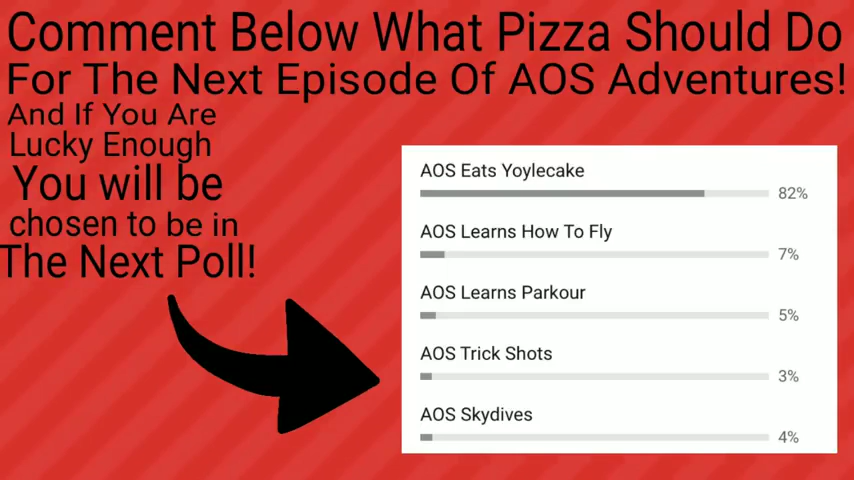 Comment Below What Pizza Should Do
For The Next Episode Of AOS Adventures!
And If You Are
Lucky Enough
You will be
chosen to be in
The Next Poll!
AOS Eats Yoylecake
82%
AOS Learns How To Fly
7%
AOS Learns Parkour
5%
AOS Trick Shots
3%
AOS Skydives
4%